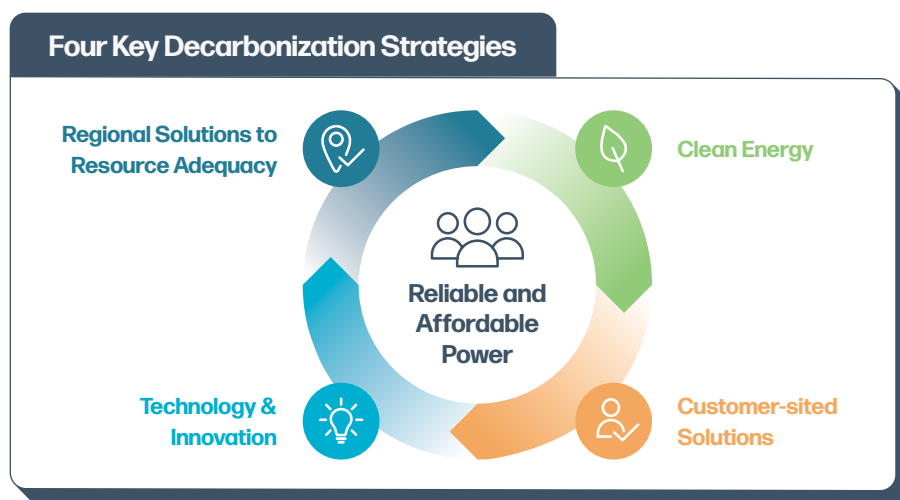 Four Key Decarbonization Strategies
Regional Solutions to
Resource Adequacy
Clean Energy
Reliable and
Affordable
Power
Technology &
Innovation
Customer-sited
Solutions